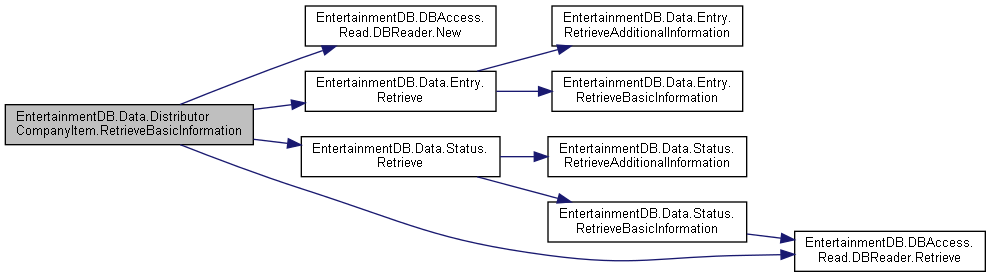 EntertainmentDB.Data.Distributor
CompanyItem.RetrieveBasicInformation
EntertainmentDB.DBAccess.
Read.DBReader.New
EntertainmentDB.Data.Entry.
Retrieve
EntertainmentDB.Data.Status.
Retrieve
EntertainmentDB.Data.Entry.
RetrieveAdditionalInformation
EntertainmentDB.Data.Entry.
RetrieveBasicInformation
EntertainmentDB.Data.Status.
RetrieveAdditionalInformation
EntertainmentDB.Data.Status.
RetrieveBasicInformation
EntertainmentDB.DBAccess.
Read.DBReader.Retrieve